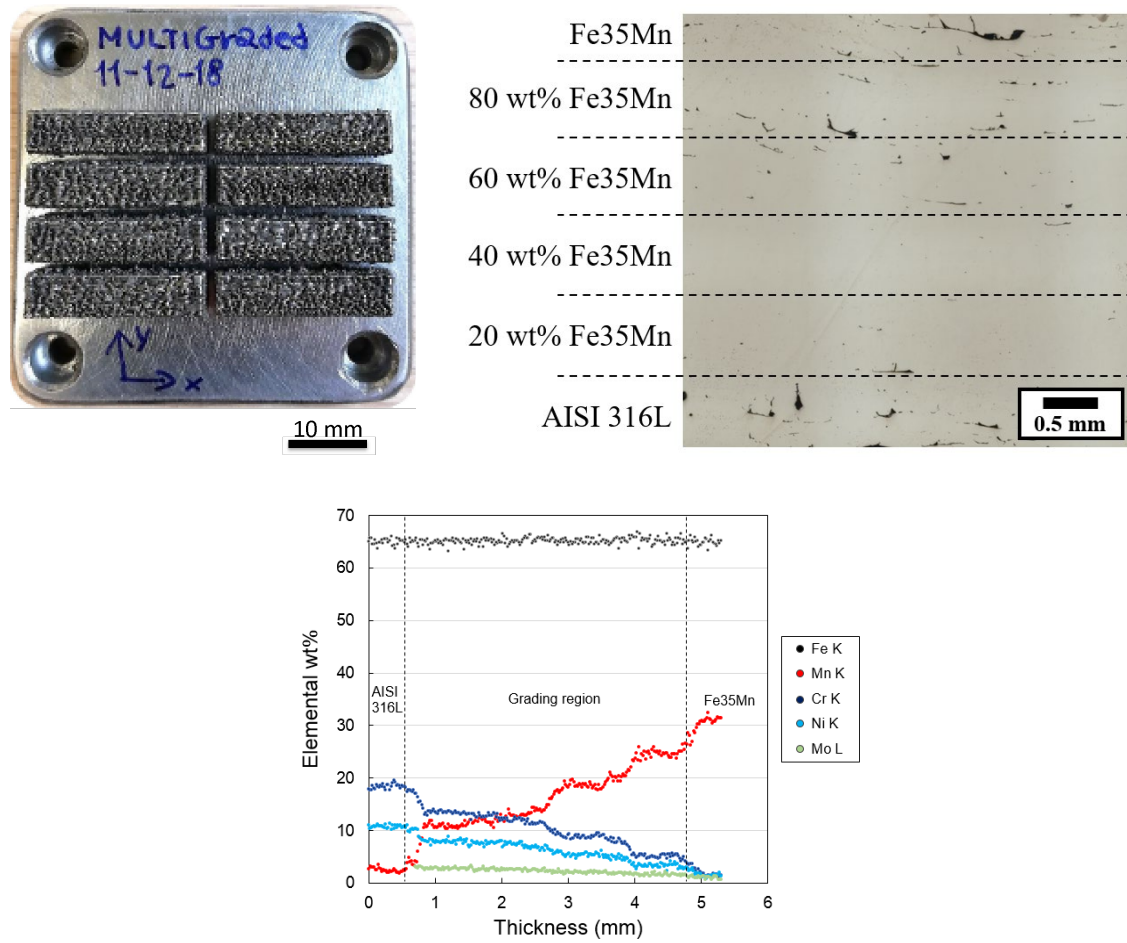 MULTIGraded
11-12-18
y
x
10 mm
Fe35Mn
80 wt% Fe35Mn
60 wt% Fe35Mn
40 wt% Fe35Mn
20 wt% Fe35Mn
AISI 316L
0.5 mm
70
60
50
40
30
20
10
0
Elemental wt%
AISI
316L
Grading region
Fe35Mn
0 1 2 3 4 5 6
Thickness (mm)
Fe K
Mn K
Cr K
Ni K
Mo L